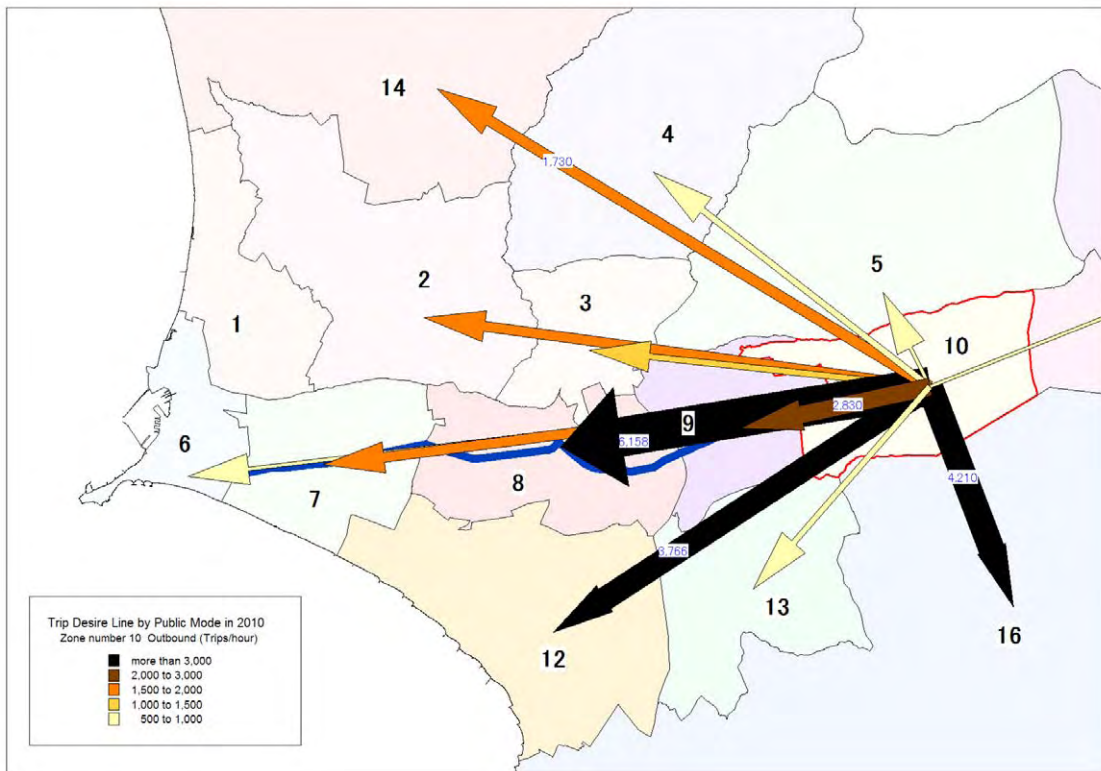 14
4
1,730
5
2
3
1
10
2,830
9
6,158
6
4,210
8
7
3,766
13
16
12
Trip Desire Line by Public Mode in 2010
Zone number 10 Outbound (Trips/hour)
more than 3,000
2,000 to 3,000
1,500 to 2,000
1,000 to 1,500
500 to 1,000